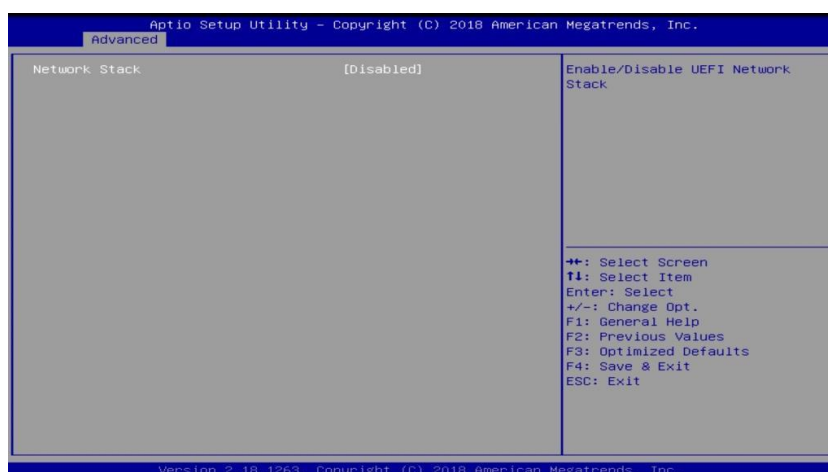 Aptio Setup Utility – Copyright (C) 2018 American Megatrends, Inc.
Advanced
Network Stack [Disabled]
Enable/Disable UEFI Network
Stack
→←: Select Screen
↑↓: Select Item
Enter: Select
+/-: Change Opt.
F1: General Help
F2: Previous Values
F3: Optimized Defaults
F4: Save & Exit
ESC: Exit
Version 2.18.1263. Copyright (C) 2018 American Megatrends, Inc.